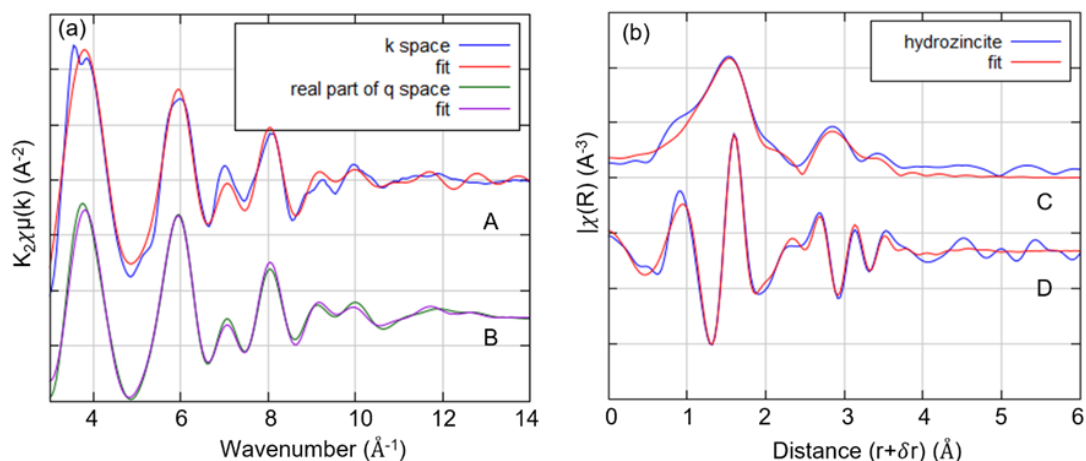 (a)
k space
fit
real part of q space
fit
A
B
K₂χμ(k) (A⁻²)
4 6 8 10 12 14
Wavenumber (Å⁻¹)
(b)
hydrozincite
fit
C
D
|χ(R) (A⁻³)
0 1 2 3 4 5 6
Distance (r+δr) (Å)